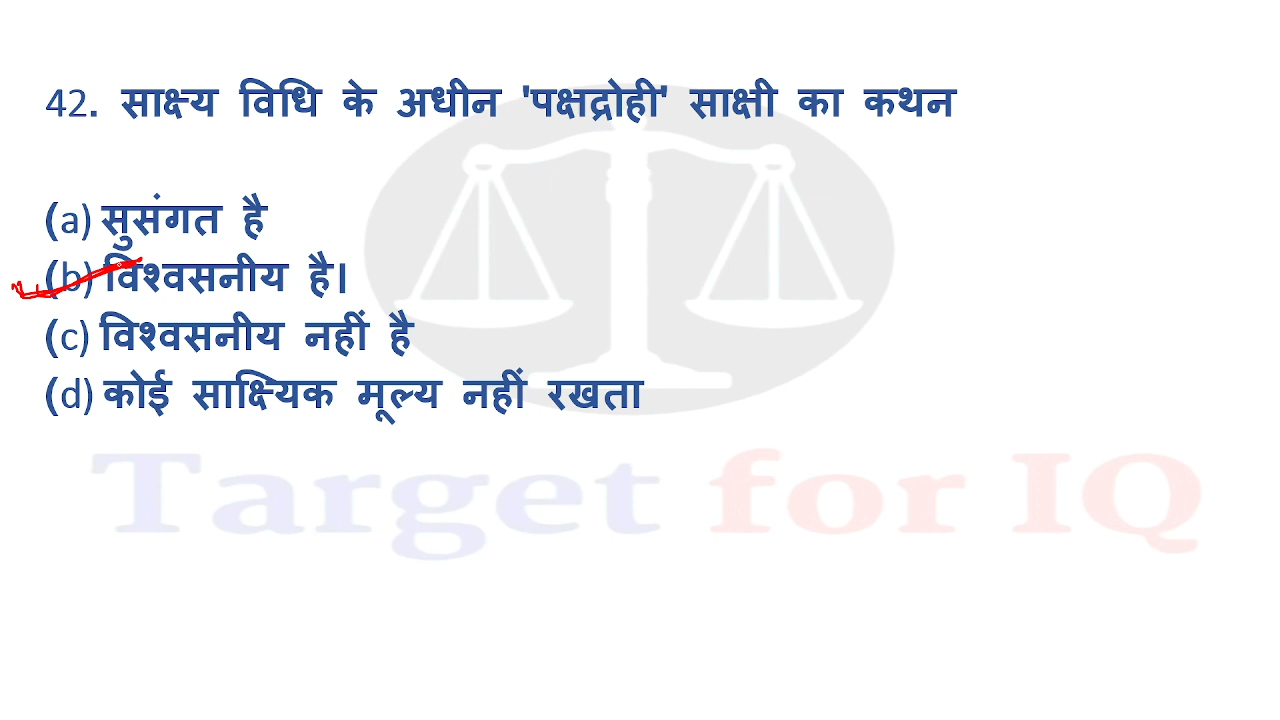 42. साक्ष्य विधि के अधीन 'पक्षद्रोही' साक्षी का कथन
(a) सुसंगत है
(b) विश्वसनीय है।
(c) विश्वसनीय नहीं है
(d) कोई साक्ष्यिक मूल्य नहीं रखता
Target for IQ